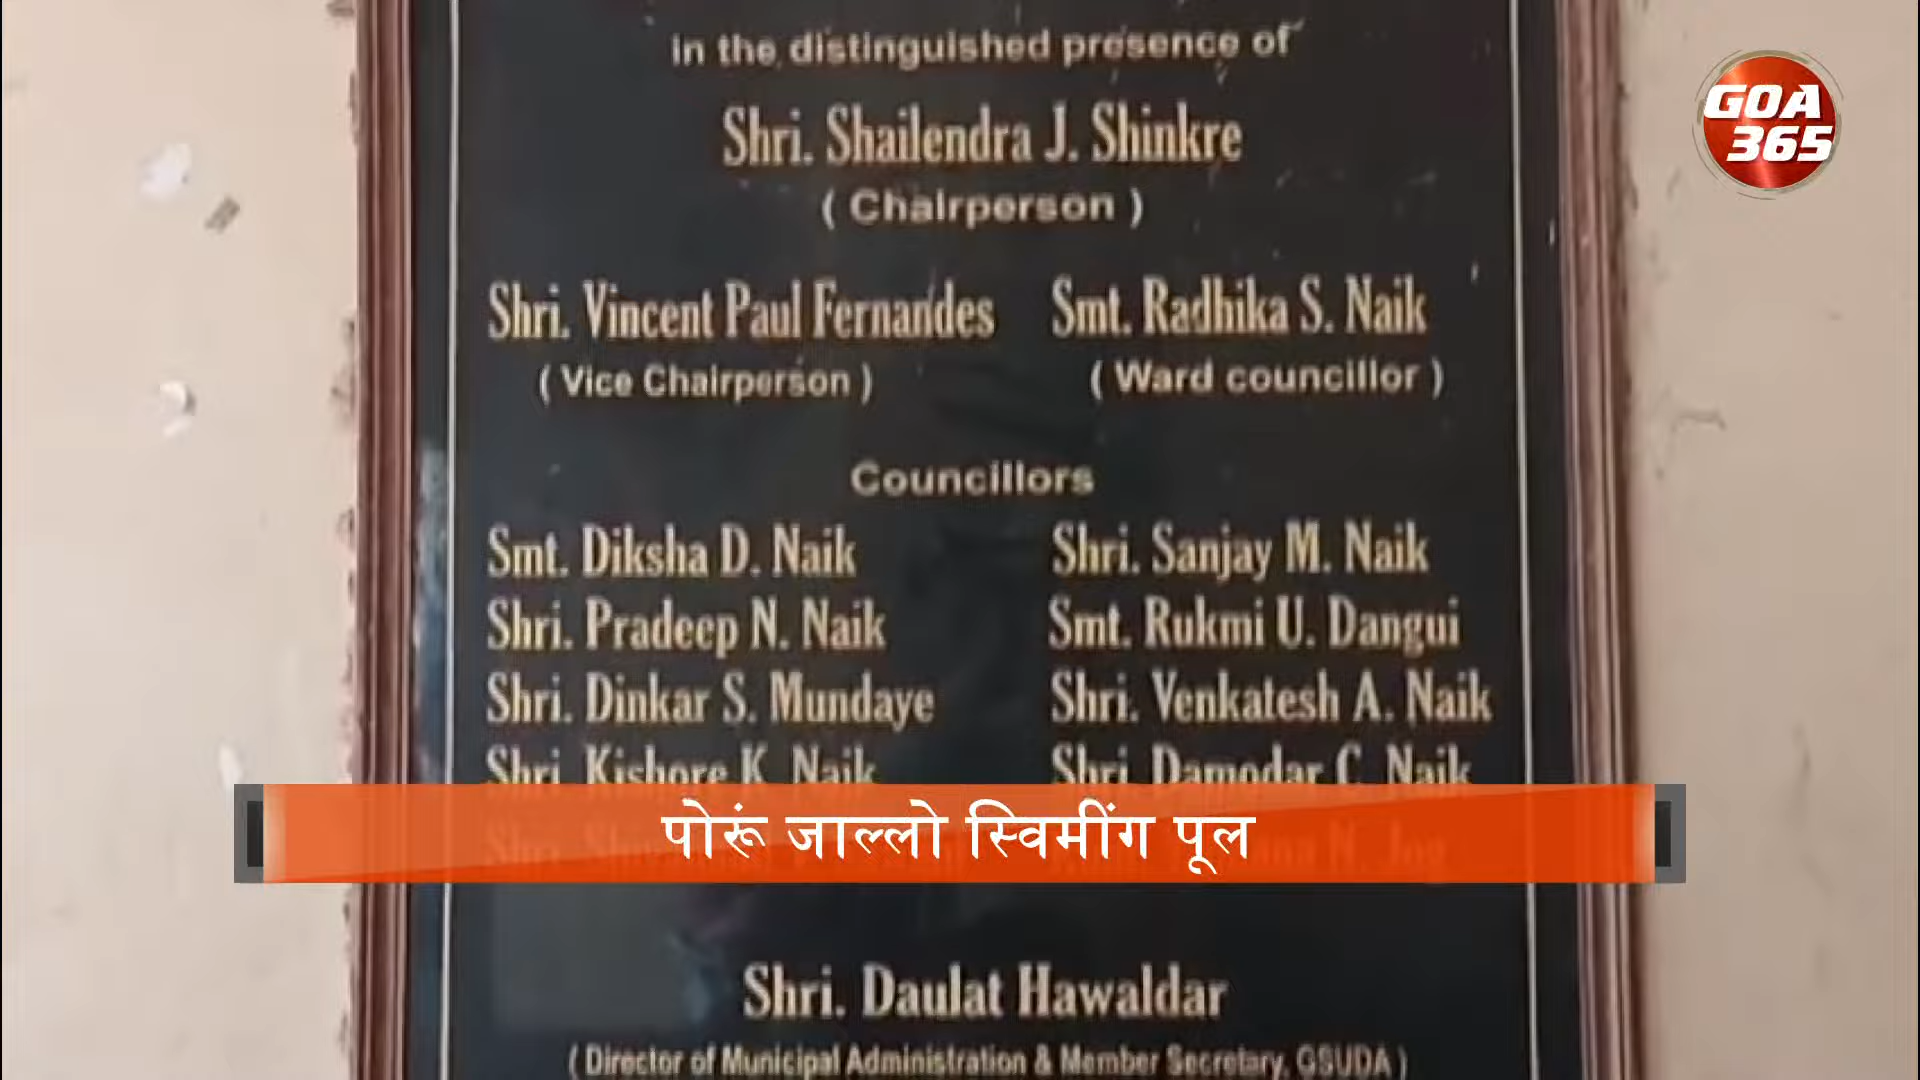 in the distinguished presence of
GOA
365
Shri. Shailendra J. Shinkre
( Chairperson )
Shri. Vincent Paul Fernandes Smt. Radhika S. Naik
( Vice Chairperson ) ( Ward councillor )
Councillors
Smt. Diksha D. Naik Shri. Sanjay M. Naik
Shri. Pradeep N. Naik Smt. Rukmi U. Dangui
Shri. Dinkar S. Mundaye Shri. Venkatesh A. Naik
Shri. Kishore K. Naik Shri. Damodar C. Naik
पोरूं जाल्लो स्विमींग पूल
Shri. Daulat Hawaldar
( Director of Municipal Administration & Member Secretary, GSUDA )